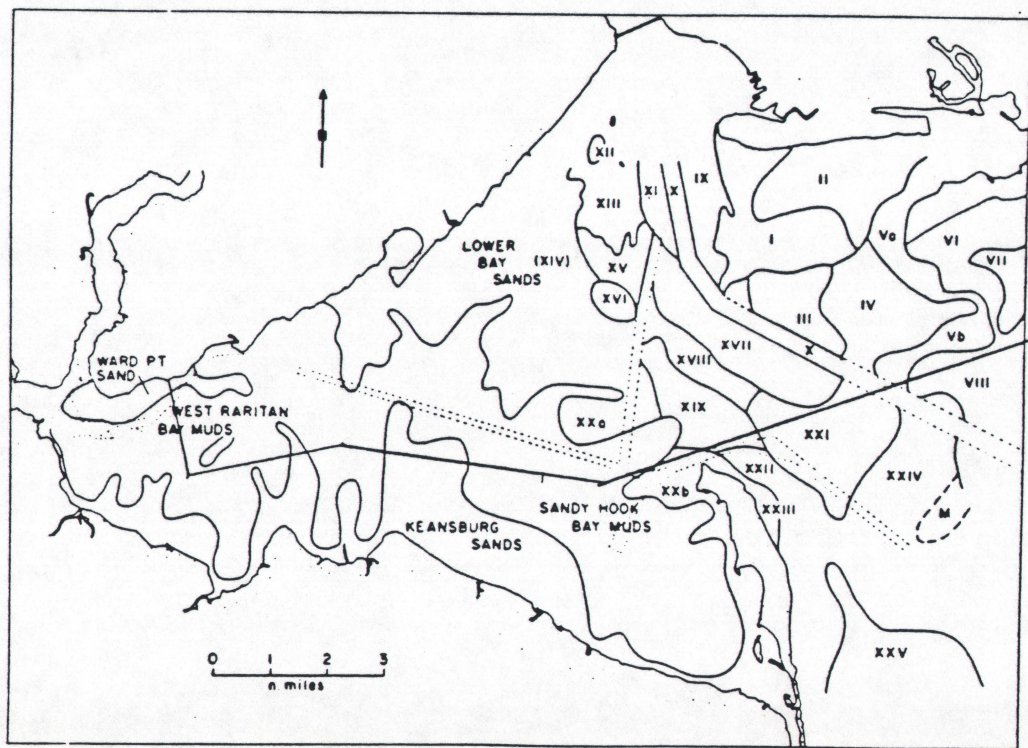 XII
XI
X
IX
II
XIII
LOWER
BAY (XIV)
SANDS
XV
I
Va
VI
VII
XVI
IV
III
XVII
X
Vb
WARD PT
SAND
XVIII
VIII
WEST RARITAN
BAY MUDS
XIX
XXa
XXI
XXII
XXIV
XXb
SANDY HOOK
BAY MUDS
XXIII
M
KEANSBURG
SANDS
0 1 2 3
n. miles
XXV